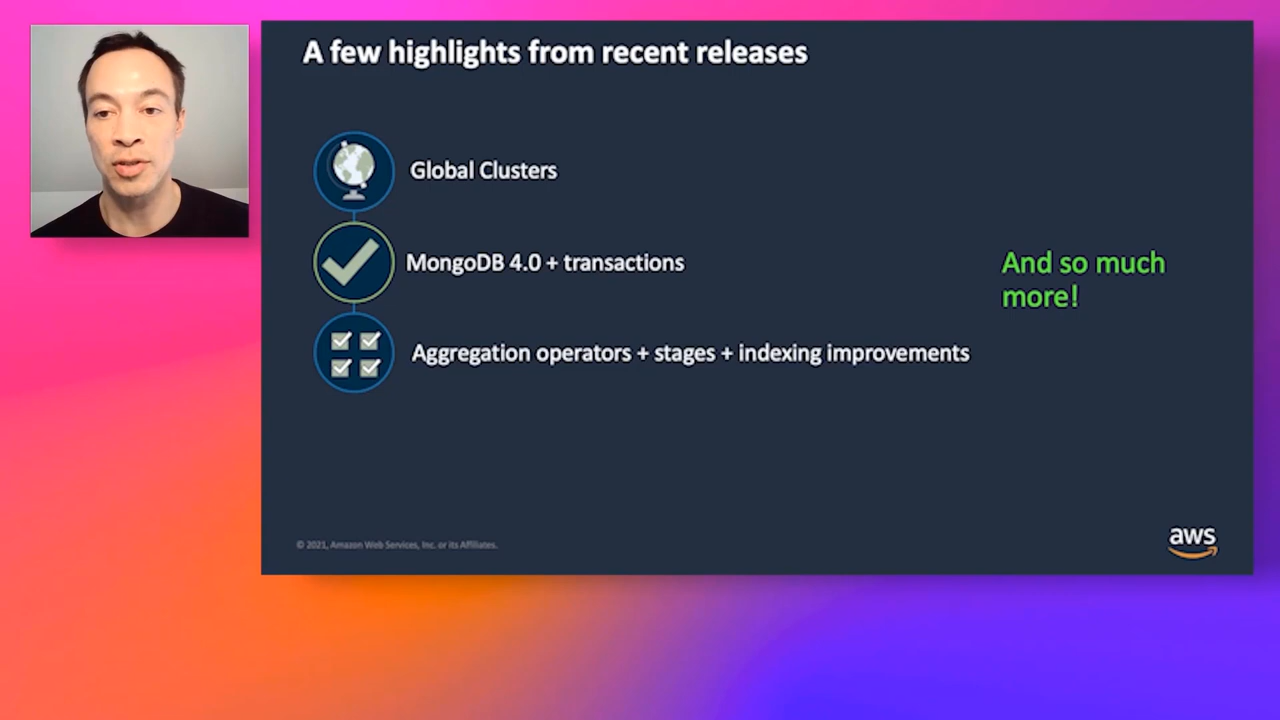 A few highlights from recent releases
Global Clusters
MongoDB 4.0 + transactions
And so much
more!
Aggregation operators + stages + indexing improvements
© 2021, Amazon Web Services, Inc. or its Affiliates.
aws